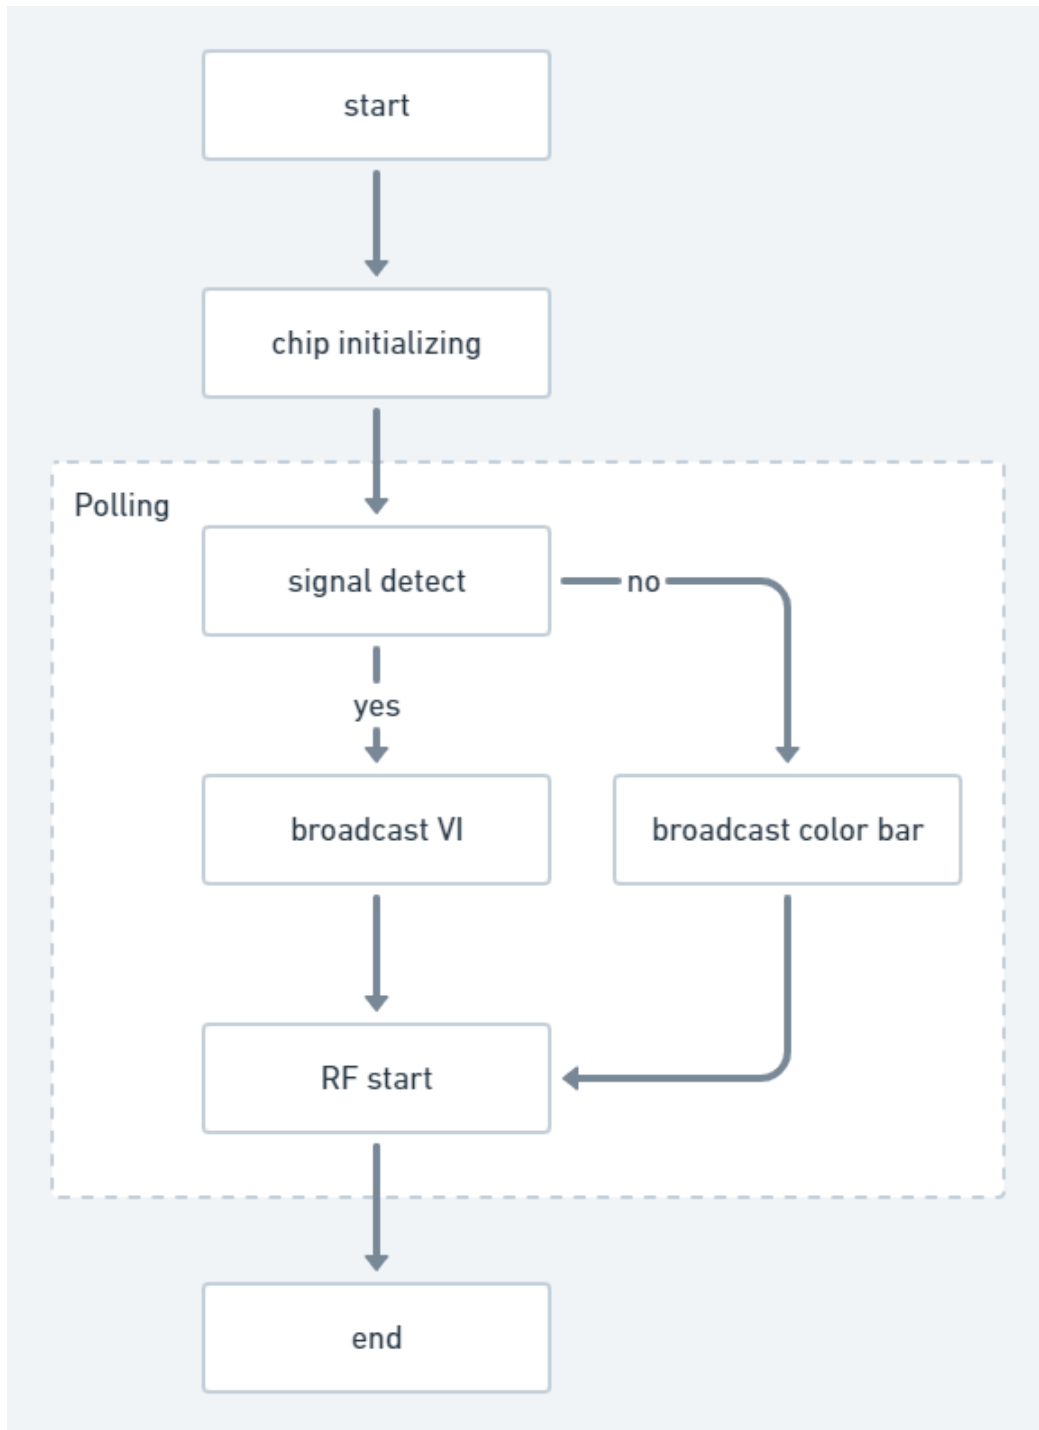 start
chip initializing
Polling
signal detect
no
yes
broadcast VI
broadcast color bar
RF start
end